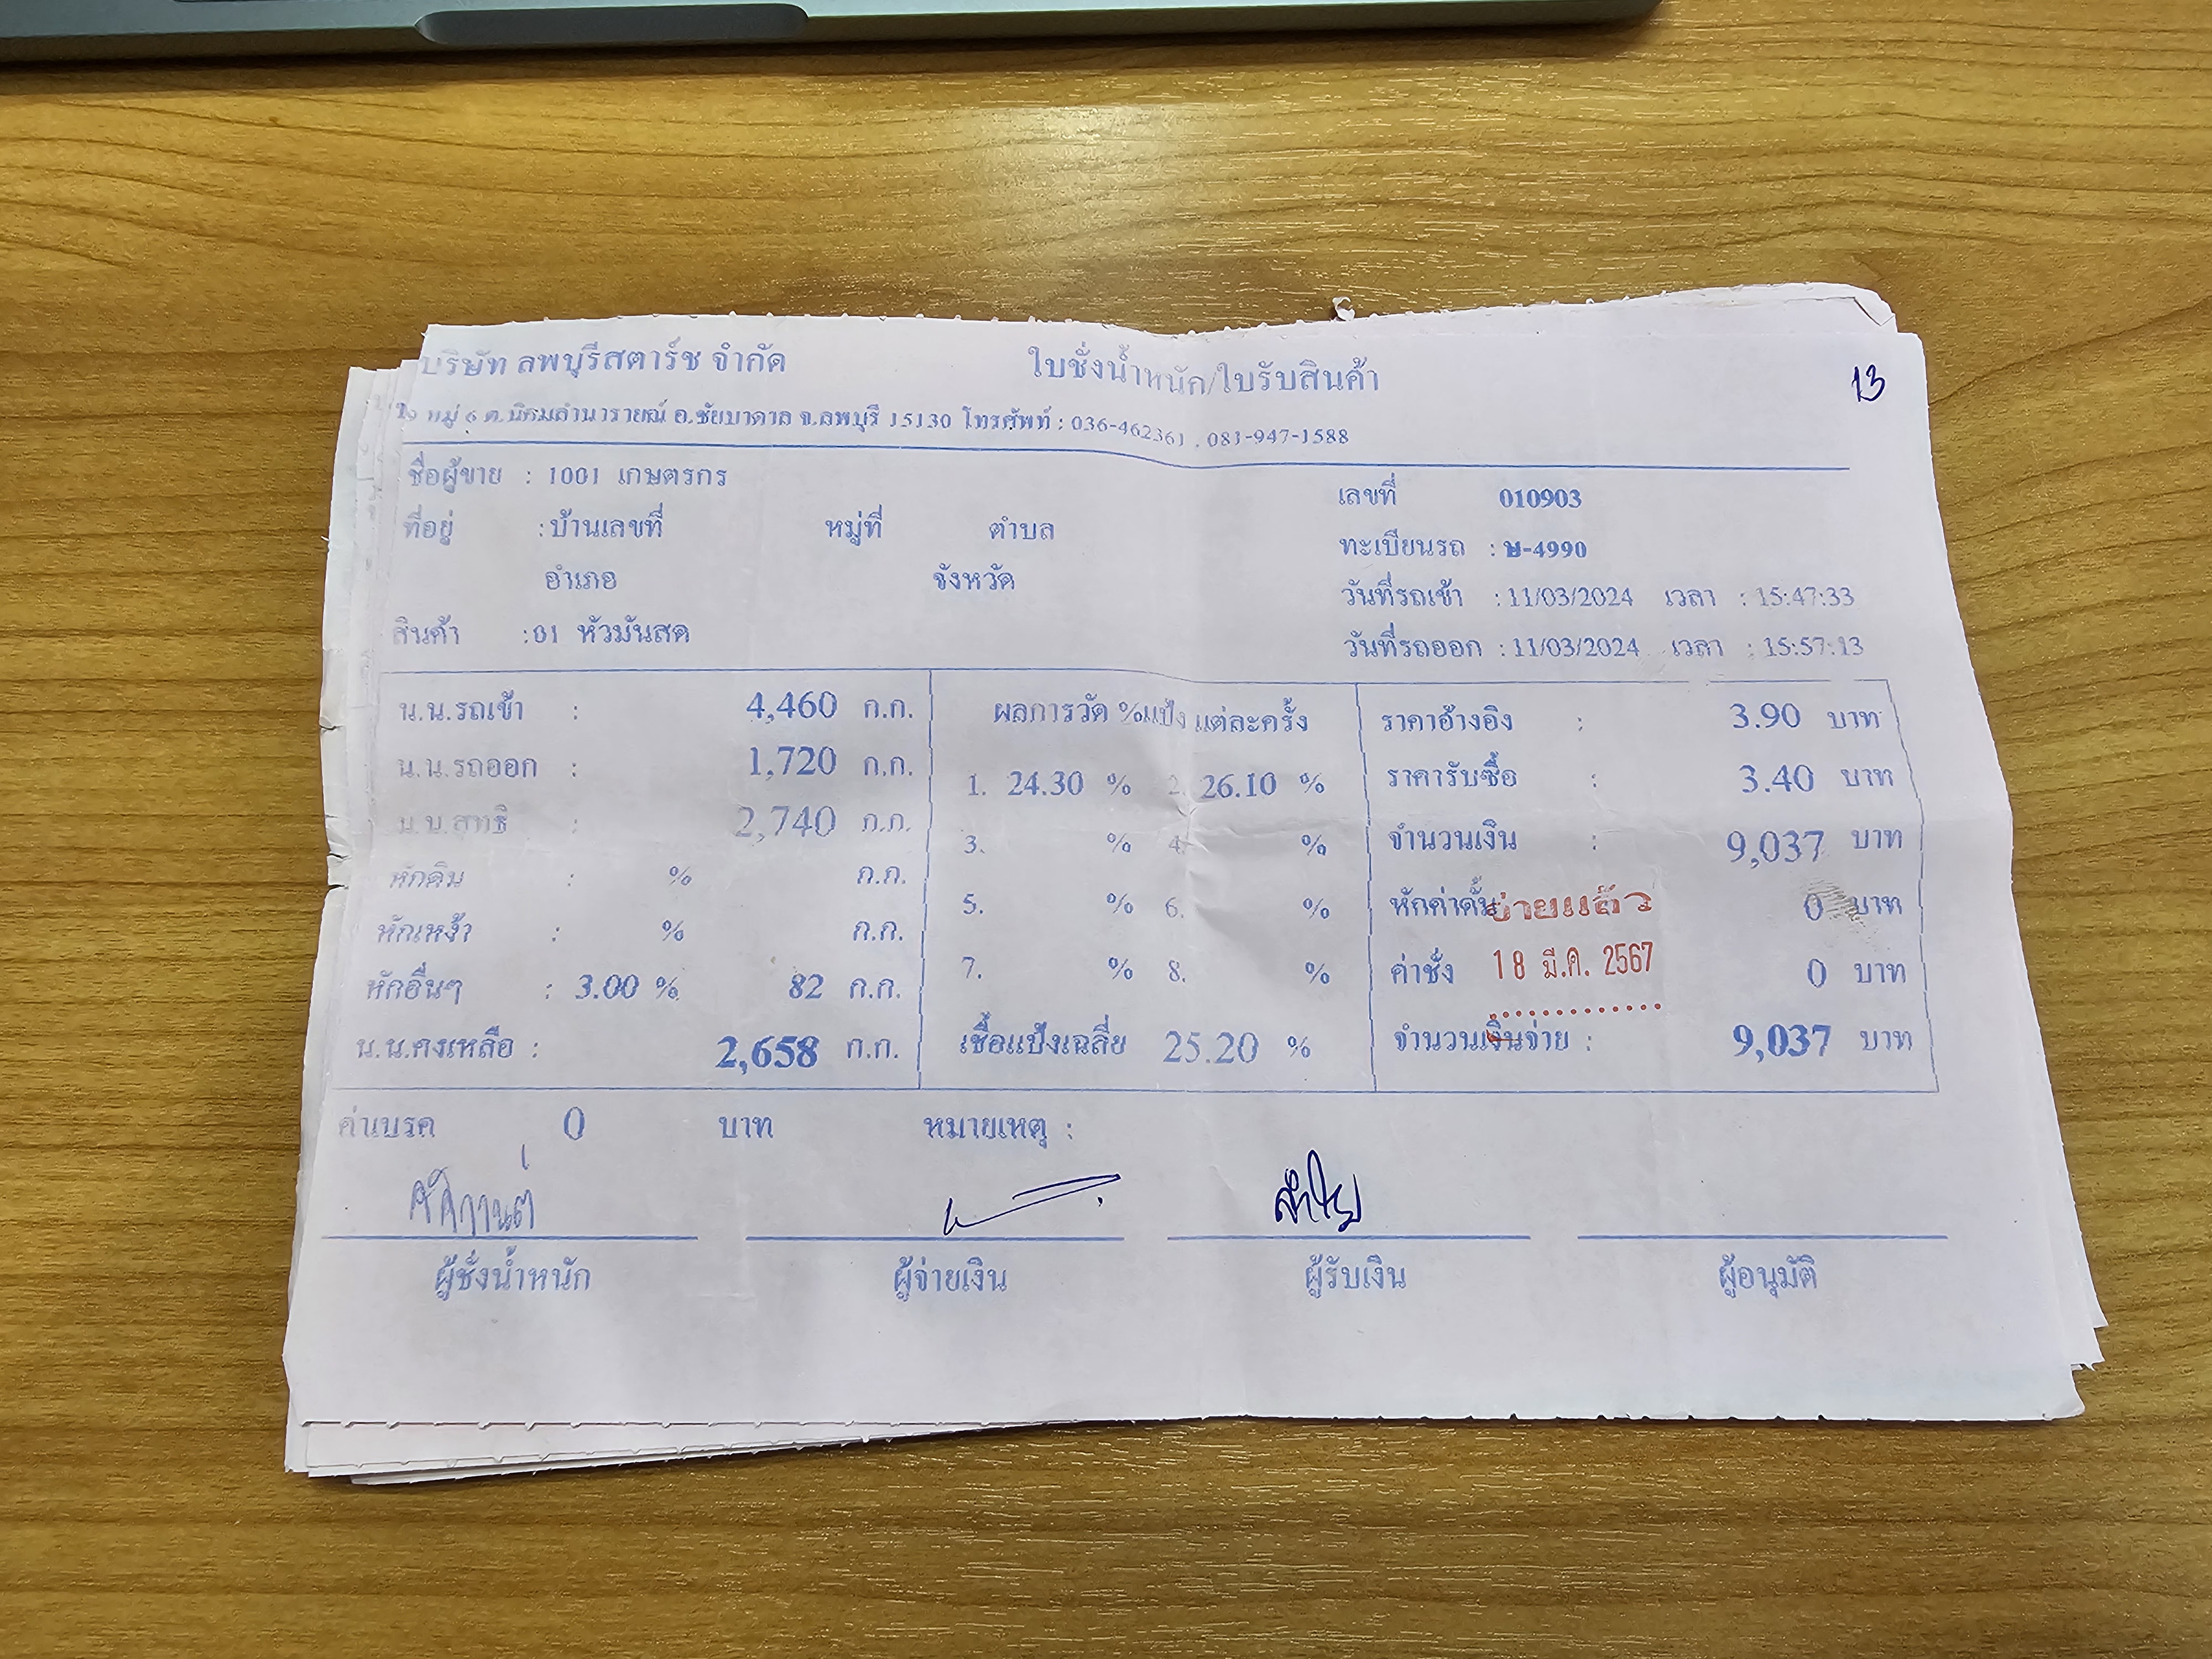 บริษัท ลพบุรีสตาร์ช จำกัด ใบชั่งน้ำหนัก/ใบรับสินค้า 13
หมู่ ต.นิคมลำนารายณ์ อ.ชัยบาดาล จ.ลพบุรี 15130 โทรศัพท์ : 036-462361 , 081-947-1588
ชื่อผู้ขาย : 1001 เกษตรกร
เลขที่ 010903
ที่อยู่ : บ้านเลขที่ หมู่ที่ ตำบล
ทะเบียนรถ : ษ-4990
อำเภอ จังหวัด
วันที่รถเข้า : 11/03/2024 เวลา : 15:47:33
สินค้า : 01 หัวมันสด
วันที่รถออก : 11/03/2024 เวลา : 15:57:13
น.น.รถเข้า : 4,460 ก.ก.
น.น.รถออก : 1,720 ก.ก.
น.น.สุทธิ : 2,740 ก.ก.
หักดิน : % ก.ก.
หักเหง้า : % ก.ก.
หักอื่นๆ : 3.00 % 82 ก.ก.
น.น.คงเหลือ : 2,658 ก.ก.
ผลการวัด %แป้ง แต่ละครั้ง
1. 24.30 % 2. 26.10 %
3. % 4. %
5. % 6. %
7. % 8. %
เชื้อแป้งเฉลี่ย 25.20 %
ราคาอ้างอิง : 3.90 บาท
ราคารับซื้อ : 3.40 บาท
จำนวนเงิน : 9,037 บาท
หักค่าดั้ม 0 บาท
จ่ายแล้ว
ค่าชั่ง 0 บาท
18 มี.ค. 2567
จำนวนเงินจ่าย : 9,037 บาท
ค่าเบรค 0 บาท หมายเหตุ :
ลำใย
ผู้ชั่งน้ำหนัก ผู้จ่ายเงิน ผู้รับเงิน ผู้อนุมัติ